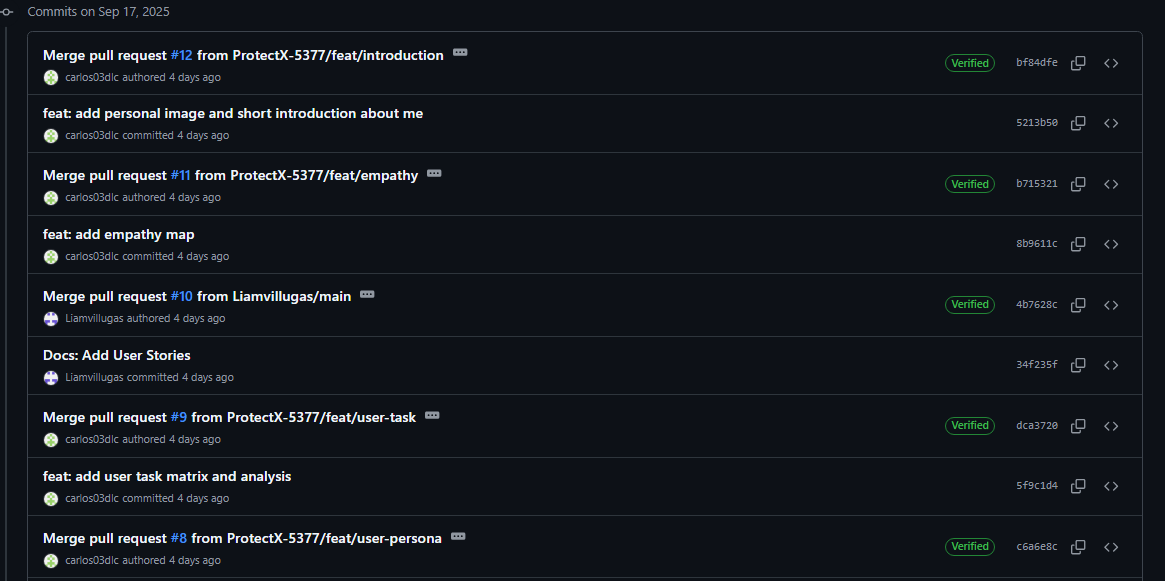 Commits on Sep 17, 2025
Merge pull request #12 from ProtectX-5377/feat/introduction
carlos03dlc authored 4 days ago
Verified
bf84dfe
feat: add personal image and short introduction about me
carlos03dlc committed 4 days ago
5213b50
Merge pull request #11 from ProtectX-5377/feat/empathy
carlos03dlc authored 4 days ago
Verified
b715321
feat: add empathy map
carlos03dlc committed 4 days ago
8b9611c
Merge pull request #10 from Liamvillugas/main
Liamvillugas authored 4 days ago
Verified
4b7628c
Docs: Add User Stories
Liamvillugas committed 4 days ago
34f235f
Merge pull request #9 from ProtectX-5377/feat/user-task
carlos03dlc authored 4 days ago
Verified
dca3720
feat: add user task matrix and analysis
carlos03dlc committed 4 days ago
5f9c1d4
Merge pull request #8 from ProtectX-5377/feat/user-persona
carlos03dlc authored 4 days ago
Verified
c6a6e8c